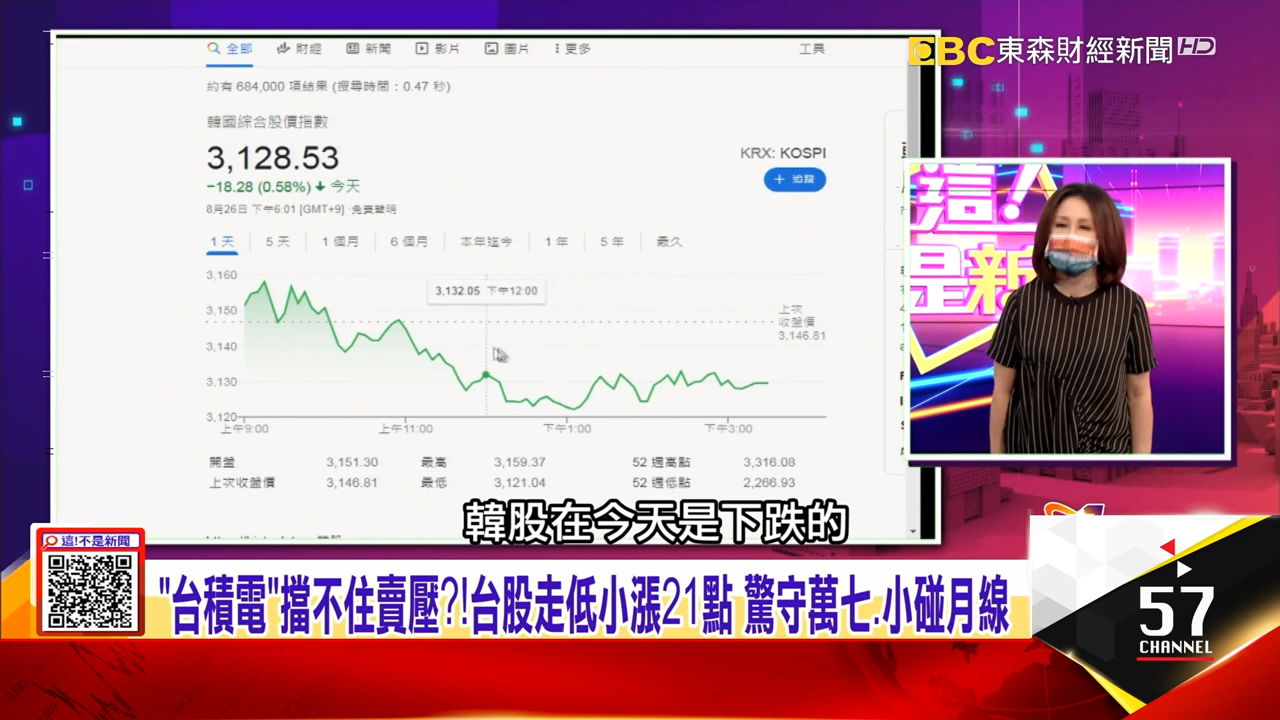 全部 財經 新聞 影片 圖片 更多 工具
約有 684,000 項結果 (搜尋時間：0.47 秒)
韓國綜合股價指數
3,128.53
−18.28 (0.58%) 今天
8月26日 下午6:01 [GMT+9] · 免責聲明
KRX: KOSPI
+ 追蹤
1 天 5 天 1 個月 6 個月 本年迄今 1 年 5 年 最久
3,160
3,150
3,140
3,130
3,120
3,132.05 下午12:00
上次
收盤價
3,146.81
上午9:00 上午11:00 下午1:00 下午3:00
開盤 3,151.30 最高 3,159.37 52 週高點 3,316.08
上次收盤價 3,146.81 最低 3,121.04 52 週低點 2,266.93
EBC東森財經新聞HD
這!
是新
韓股在今天是下跌的
這!不是新聞
"台積電"擋不住賣壓?!台股走低小漲21點 驚守萬七.小碰月線
57
CHANNEL